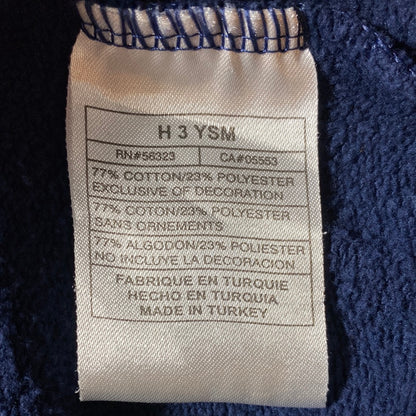 H 3 YSM
RN#56323 CA#05553
77% COTTON/23% POLYESTER
EXCLUSIVE OF DECORATION
77% COTON/23% POLYESTER
SANS ORNEMENTS
77% ALGODON/23% POLIESTER
NO INCLUYE LA DECORACION
FABRIQUE EN TURQUIE
HECHO EN TURQUIA
MADE IN TURKEY